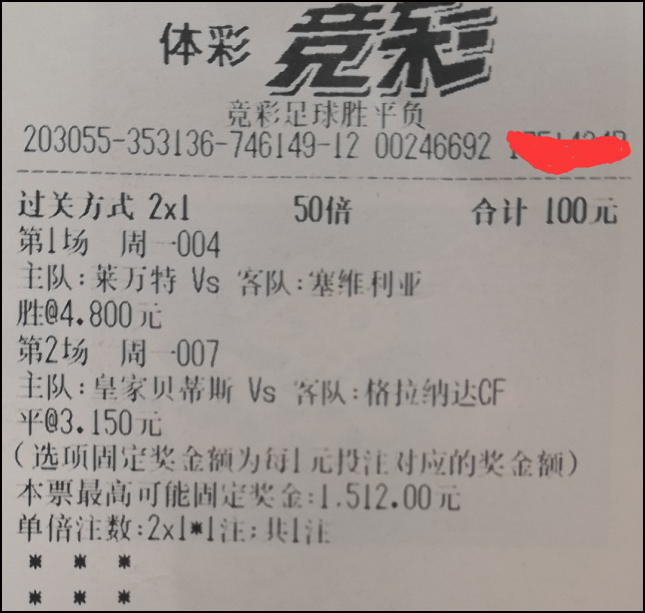 体彩 竞彩
竞彩足球胜平负
203055-353136-746149-12 00246692
过关方式 2x1 50倍 合计 100元
第1场 周一004
主队:莱万特 Vs 客队:塞维利亚
胜@4.800元
第2场 周一007
主队:皇家贝蒂斯 Vs 客队:格拉纳达CF
平@3.150元
(选项固定奖金额为每1元投注对应的奖金额)
本票最高可能固定奖金:1,512.00元
单倍注数:2x1*1注;共1注
* * *
* * *